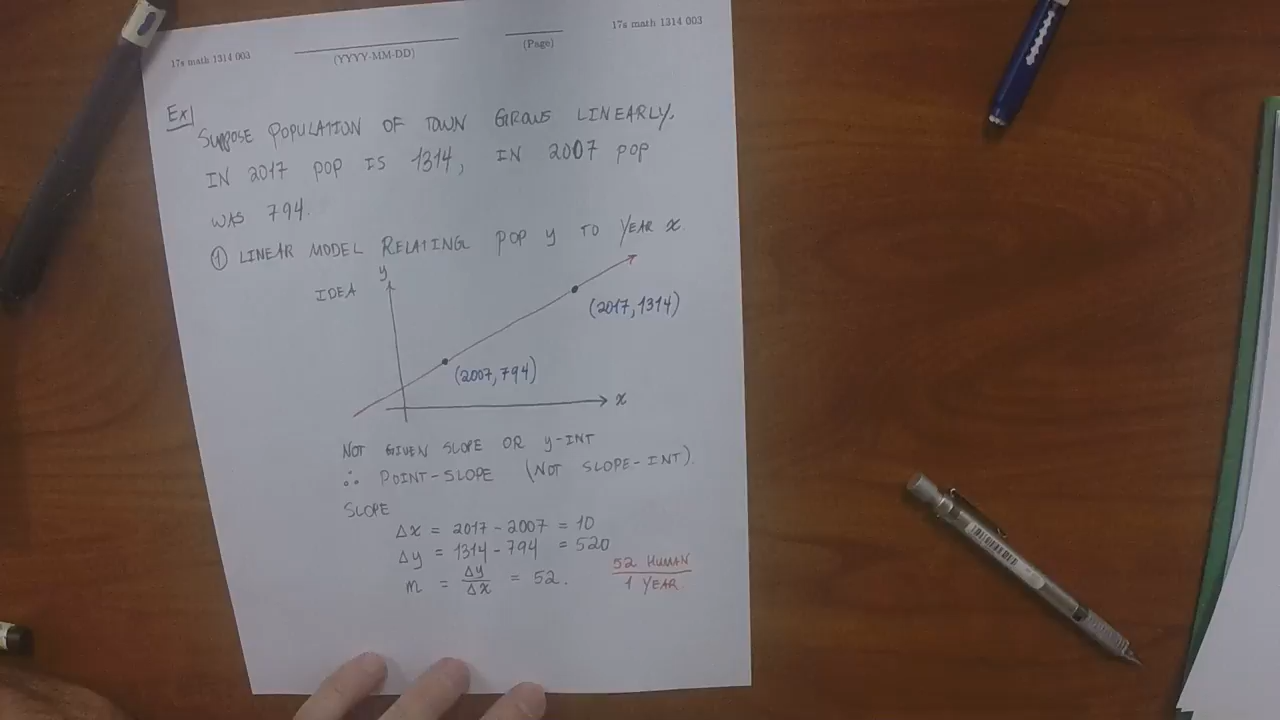 17s math 1314 003
(YYYY-MM-DD)
(Page)
17s math 1314 003
Ex
SUPPOSE POPULATION OF TOWN GROWS LINEARLY.
IN 2017 POP IS 1314, IN 2007 POP
WAS 794.
① LINEAR MODEL RELATING POP y TO YEAR x.
IDEA
y
(2017, 1314)
(2007, 794)
x
NOT GIVEN SLOPE OR y-INT
∴ POINT-SLOPE (NOT SLOPE-INT).
SLOPE
Δx = 2017 - 2007 = 10
Δy = 1314 - 794 = 520
m = Δy/Δx = 52.
52 HUMAN
1 YEAR.